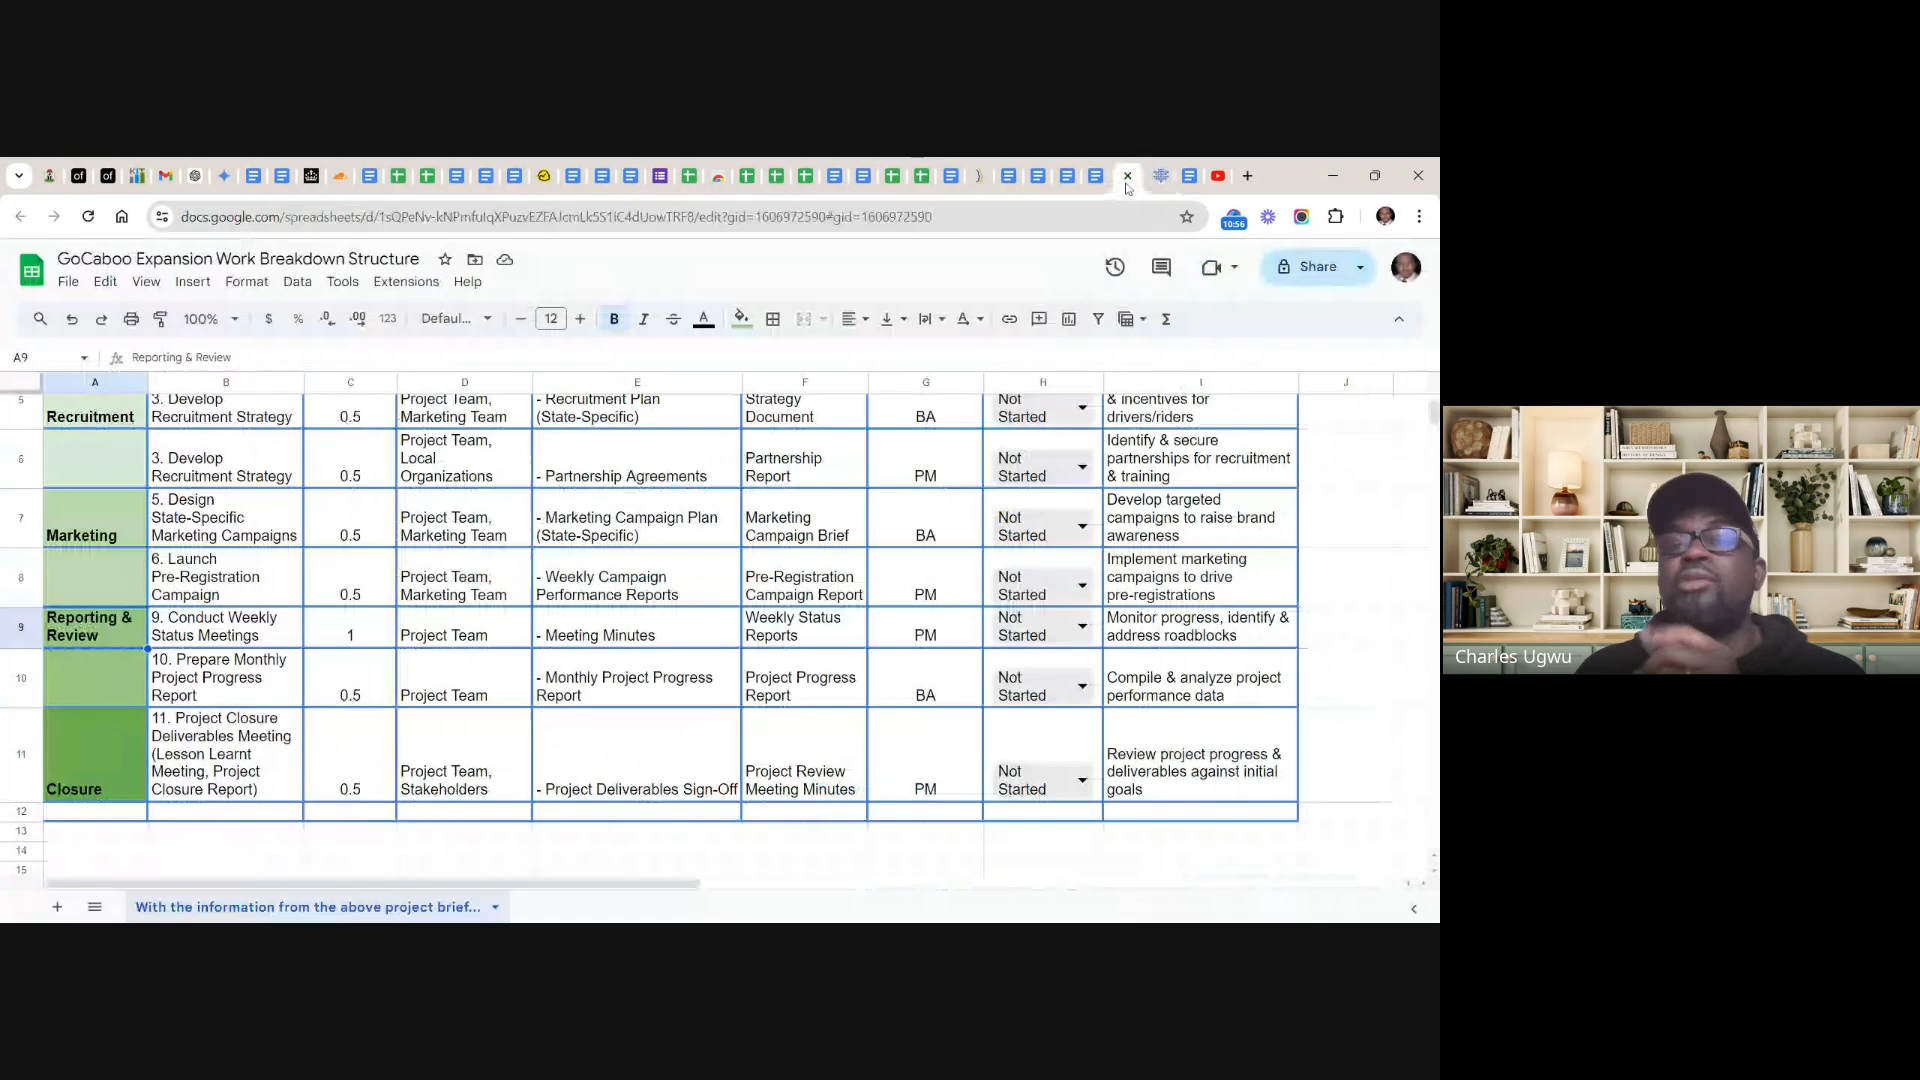 10:56
docs.google.com/spreadsheets/d/1sQPeNv-kNPmfuIqXPuzvEZFAJcmLk5S1iC4dUowTRF8/edit?gid=1606972590#gid=1606972590
GoCaboo Expansion Work Breakdown Structure
File Edit View Insert Format Data Tools Extensions Help
Share
100% $ % .0 .00 123 Defaul... 12 B I A
A9 fx Reporting & Review
A B C D E F G H I J
5
Recruitment
3. Develop
Recruitment Strategy
0.5
Project Team,
Marketing Team
- Recruitment Plan
(State-Specific)
Strategy
Document
BA
Not
Started
& incentives for
drivers/riders
6
3. Develop
Recruitment Strategy
0.5
Project Team,
Local
Organizations
- Partnership Agreements
Partnership
Report
PM
Not
Started
Identify & secure
partnerships for recruitment
& training
7
Marketing
5. Design
State-Specific
Marketing Campaigns
0.5
Project Team,
Marketing Team
- Marketing Campaign Plan
(State-Specific)
Marketing
Campaign Brief
BA
Not
Started
Develop targeted
campaigns to raise brand
awareness
8
6. Launch
Pre-Registration
Campaign
0.5
Project Team,
Marketing Team
- Weekly Campaign
Performance Reports
Pre-Registration
Campaign Report
PM
Not
Started
Implement marketing
campaigns to drive
pre-registrations
9
Reporting &
Review
9. Conduct Weekly
Status Meetings
1
Project Team
- Meeting Minutes
Weekly Status
Reports
PM
Not
Started
Monitor progress, identify &
address roadblocks
10
10. Prepare Monthly
Project Progress
Report
0.5
Project Team
- Monthly Project Progress
Report
Project Progress
Report
BA
Not
Started
Compile & analyze project
performance data
11
Closure
11. Project Closure
Deliverables Meeting
(Lesson Learnt
Meeting, Project
Closure Report)
0.5
Project Team,
Stakeholders
- Project Deliverables Sign-Off
Project Review
Meeting Minutes
PM
Not
Started
Review project progress &
deliverables against initial
goals
12
13
14
15
With the information from the above project brief...
Charles Ugwu